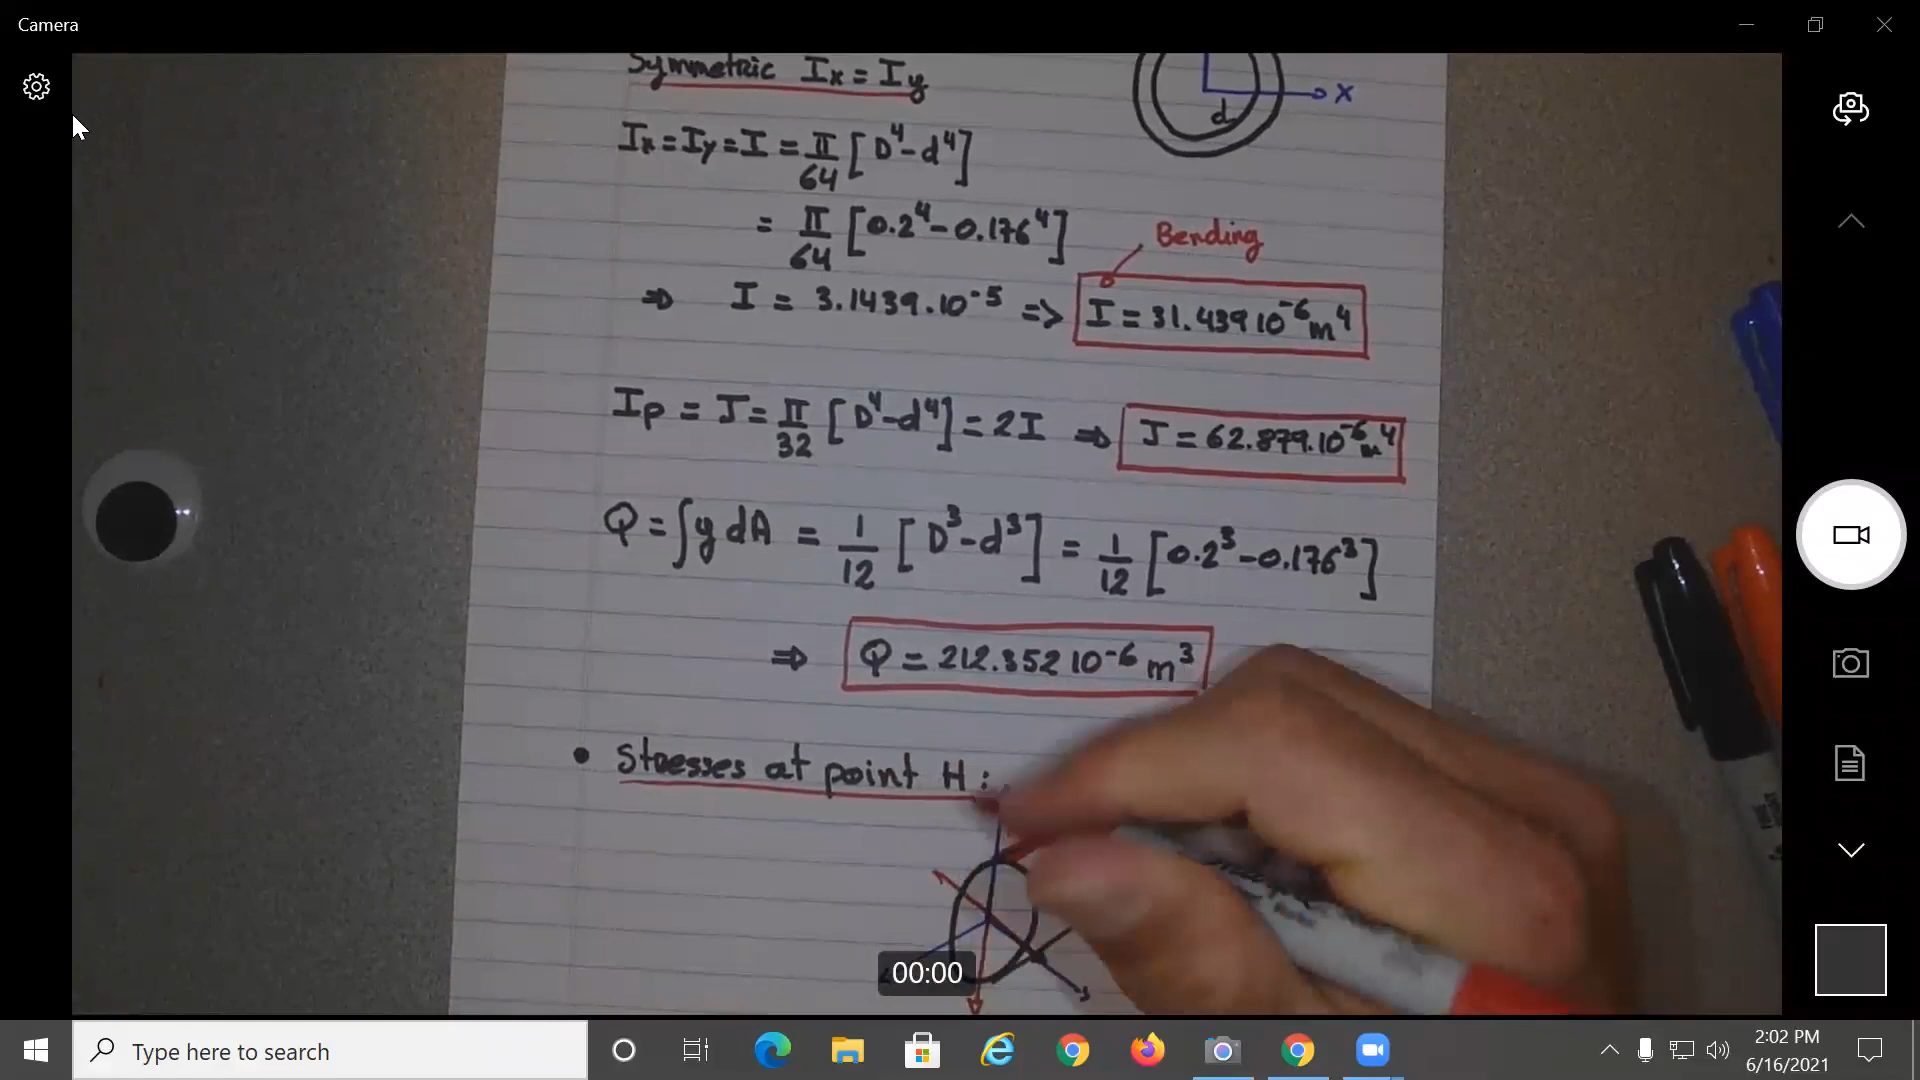 Camera
Symmetric Ix = Iy
x
d
Ix = Iy = I = π/64 [D⁴-d⁴]
= π/64 [0.2⁴-0.176⁴]
Bending
⇒ I = 3.1439.10⁻⁵ => I = 31.439 10⁻⁶ m⁴
Ip = J = π/32 [D⁴-d⁴] = 2I ⇒ J = 62.879.10⁻⁶ m⁴
Q = ∫y dA = 1/12 [D³-d³] = 1/12 [0.2³-0.176³]
⇒ Q = 212.352 10⁻⁶ m³
• Stresses at point H:
00:00
Type here to search
2:02 PM
6/16/2021